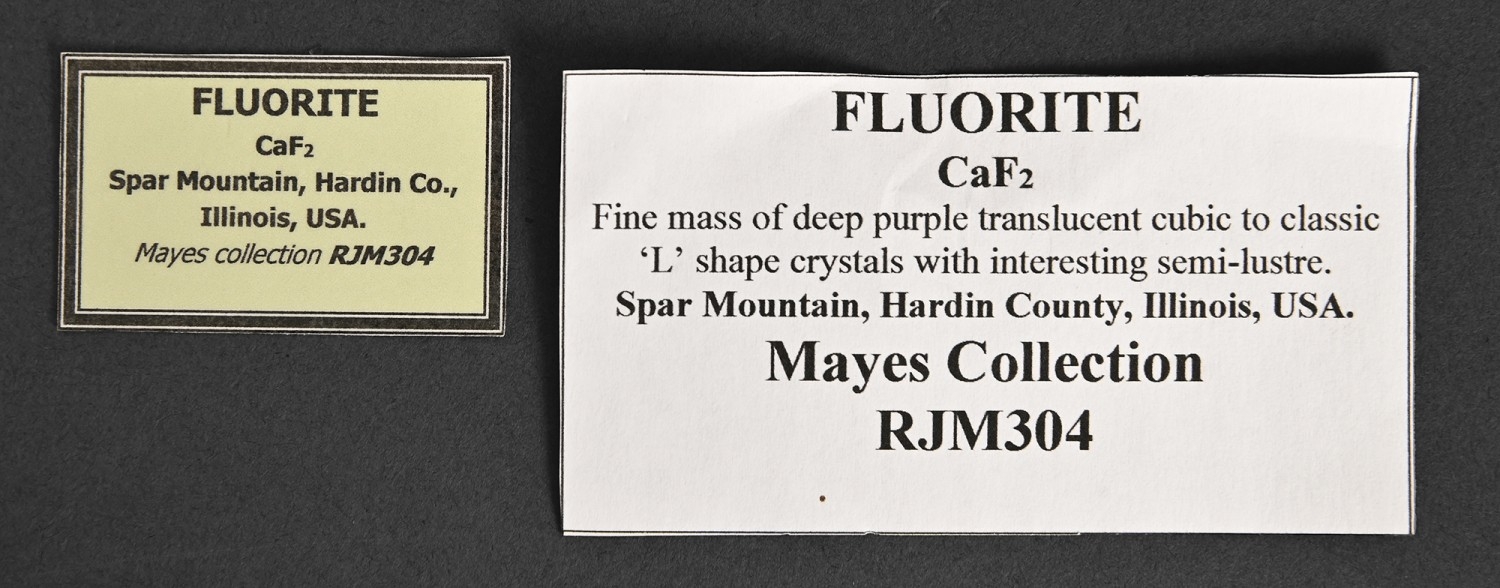 FLUORITE
CaF₂
Spar Mountain, Hardin Co.,
Illinois, USA.
Mayes collection RJM304
FLUORITE
CaF₂
Fine mass of deep purple translucent cubic to classic
‘L’ shape crystals with interesting semi-lustre.
Spar Mountain, Hardin County, Illinois, USA.
Mayes Collection
RJM304